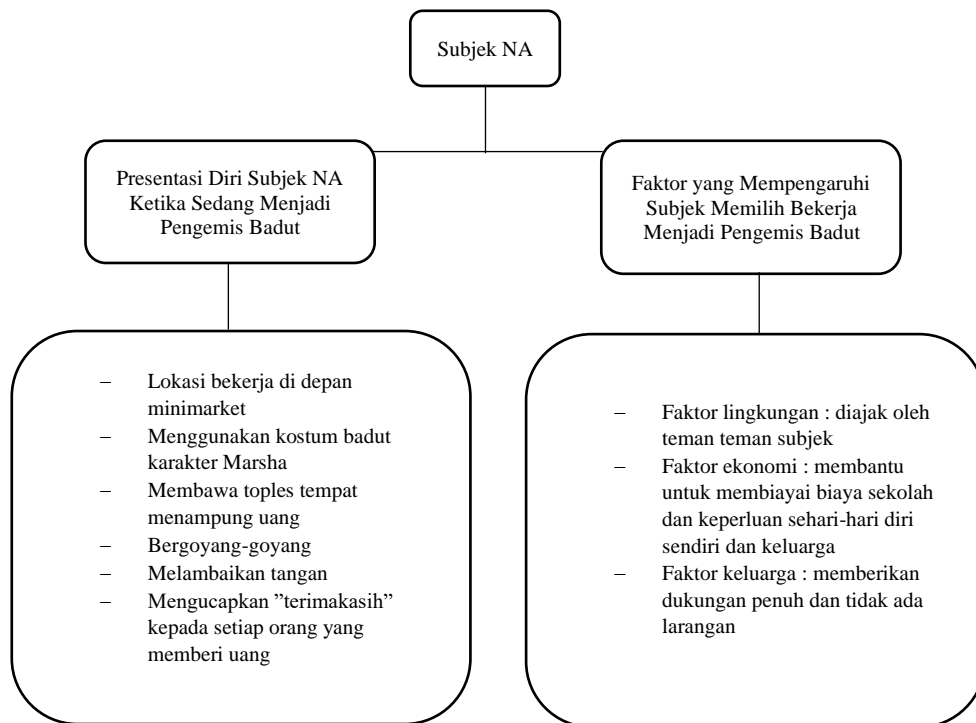 Subjek NA
Presentasi Diri Subjek NA
Ketika Sedang Menjadi
Pengemis Badut
Faktor yang Mempengaruhi
Subjek Memilih Bekerja
Menjadi Pengemis Badut
– Lokasi bekerja di depan
minimarket
– Menggunakan kostum badut
karakter Marsha
– Membawa toples tempat
menampung uang
– Bergoyang-goyang
– Melambaikan tangan
– Mengucapkan ”terimakasih”
kepada setiap orang yang
memberi uang
– Faktor lingkungan : diajak oleh
teman teman subjek
– Faktor ekonomi : membantu
untuk membiayai biaya sekolah
dan keperluan sehari-hari diri
sendiri dan keluarga
– Faktor keluarga : memberikan
dukungan penuh dan tidak ada
larangan